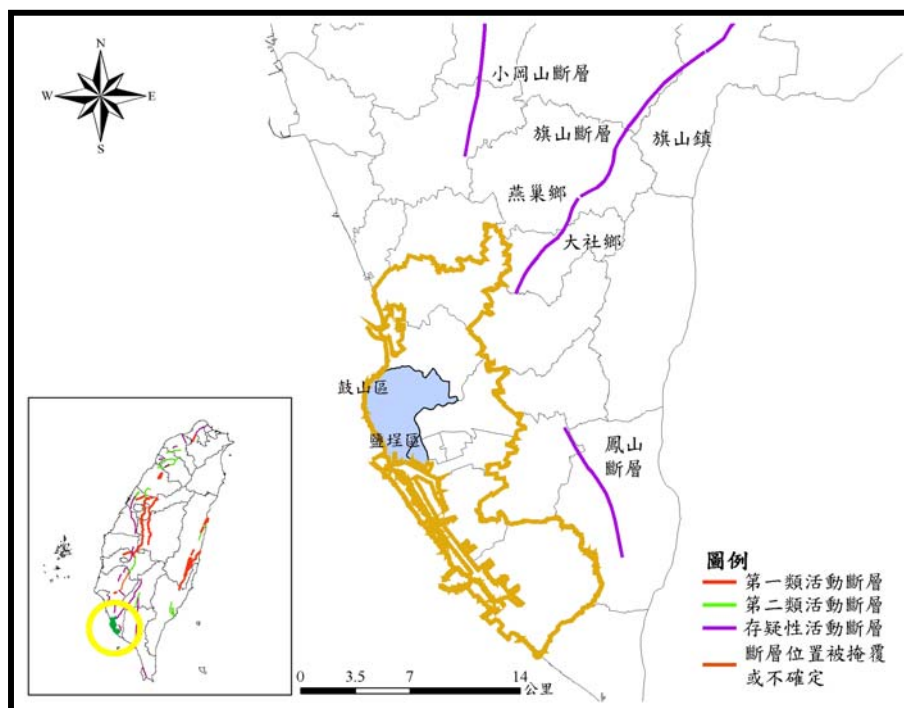 N
W E
S
小岡山斷層
旗山斷層
旗山鎮
燕巢鄉
大社鄉
鼓山區
鹽埕區
鳳山
斷層
圖例
第一類活動斷層
第二類活動斷層
存疑性活動斷層
斷層位置被掩覆
或不確定
0 3.5 7 14
公里